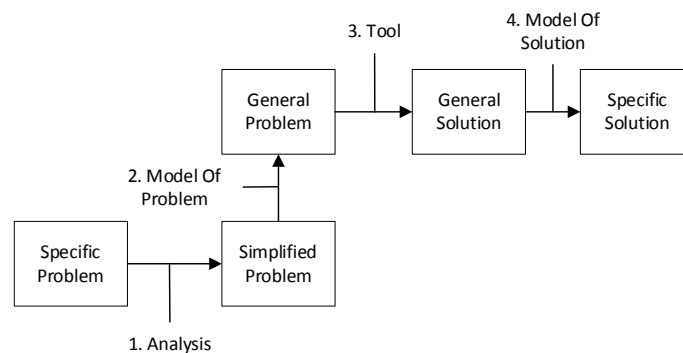 3. Tool
4. Model Of
Solution
General
Problem
General
Solution
Specific
Solution
2. Model Of
Problem
Specific
Problem
Simplified
Problem
1. Analysis